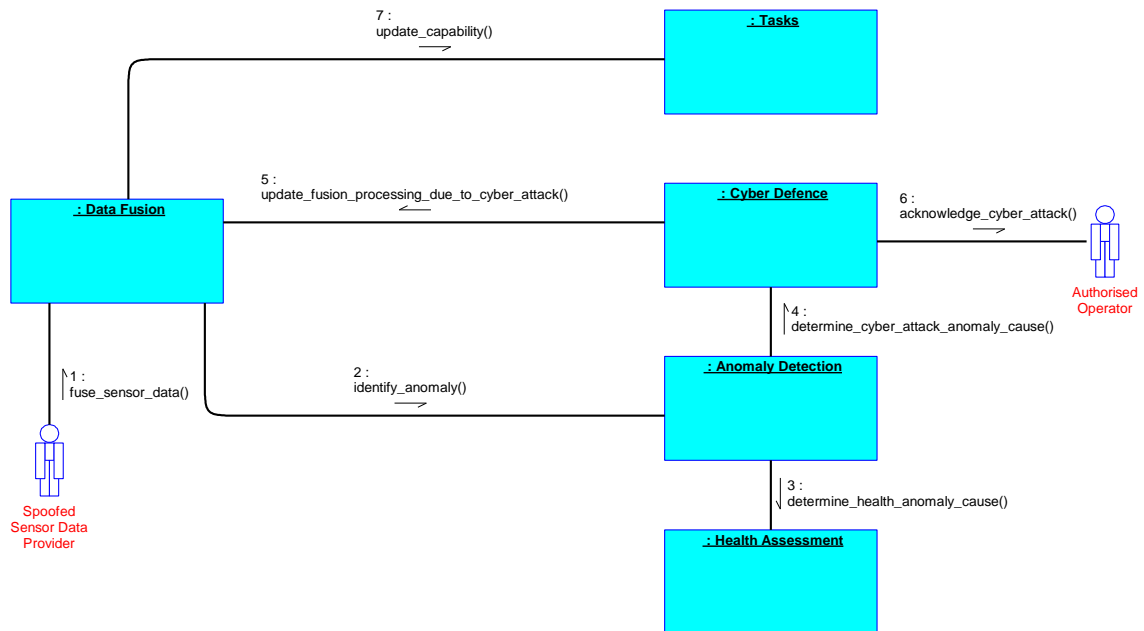 7 :
update_capability()
: Tasks
5 :
update_fusion_processing_due_to_cyber_attack()
: Cyber Defence
6 :
acknowledge_cyber_attack()
: Data Fusion
Authorised
Operator
4 :
determine_cyber_attack_anomaly_cause()
1 :
fuse_sensor_data()
2 :
identify_anomaly()
: Anomaly Detection
3 :
determine_health_anomaly_cause()
Spoofed
Sensor Data
Provider
: Health Assessment